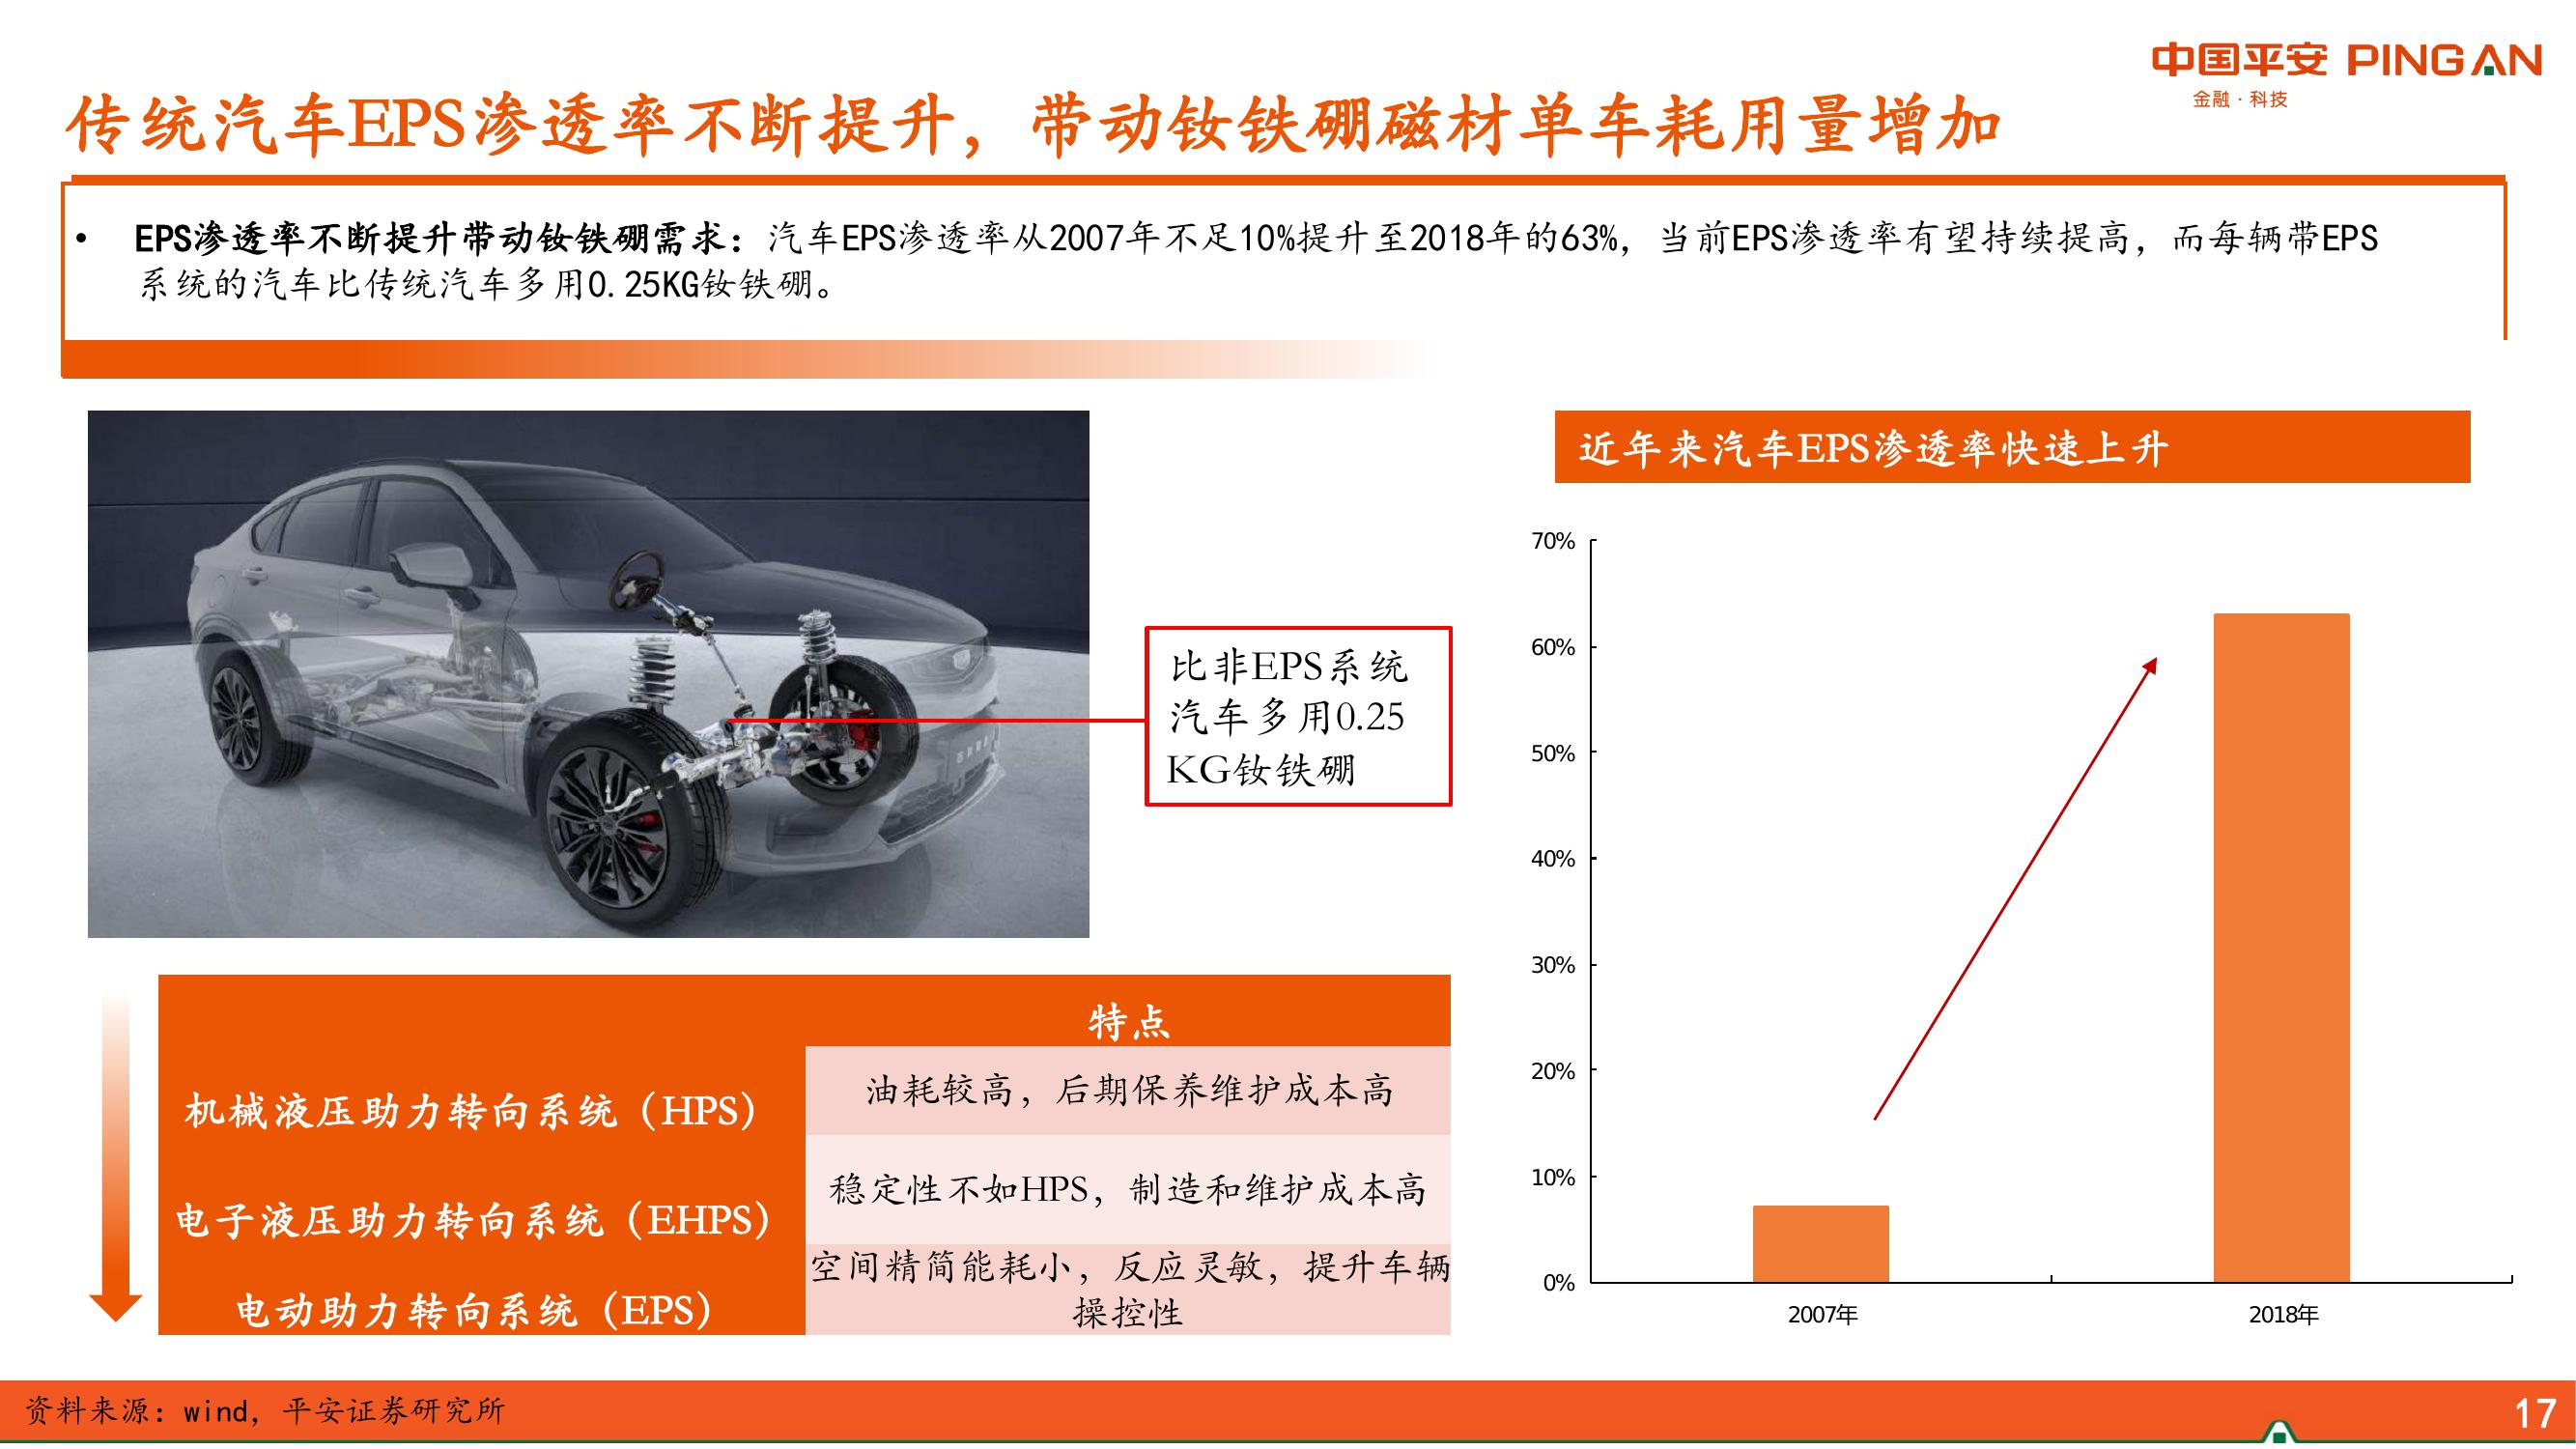 中国平安 PING AN
金融·科技
传统汽车EPS渗透率不断提升，带动钕铁硼磁材单车耗用量增加
• EPS渗透率不断提升带动钕铁硼需求：汽车EPS渗透率从2007年不足10%提升至2018年的63%，当前EPS渗透率有望持续提高，而每辆带EPS
系统的汽车比传统汽车多用0.25KG钕铁硼。
比非EPS系统
汽车多用0.25
KG钕铁硼
特点
机械液压助力转向系统（HPS）
油耗较高，后期保养维护成本高
电子液压助力转向系统（EHPS）
稳定性不如HPS，制造和维护成本高
电动助力转向系统（EPS）
空间精简能耗小，反应灵敏，提升车辆
操控性
近年来汽车EPS渗透率快速上升
70%
60%
50%
40%
30%
20%
10%
0%
2007年
2018年
资料来源：wind，平安证券研究所
17